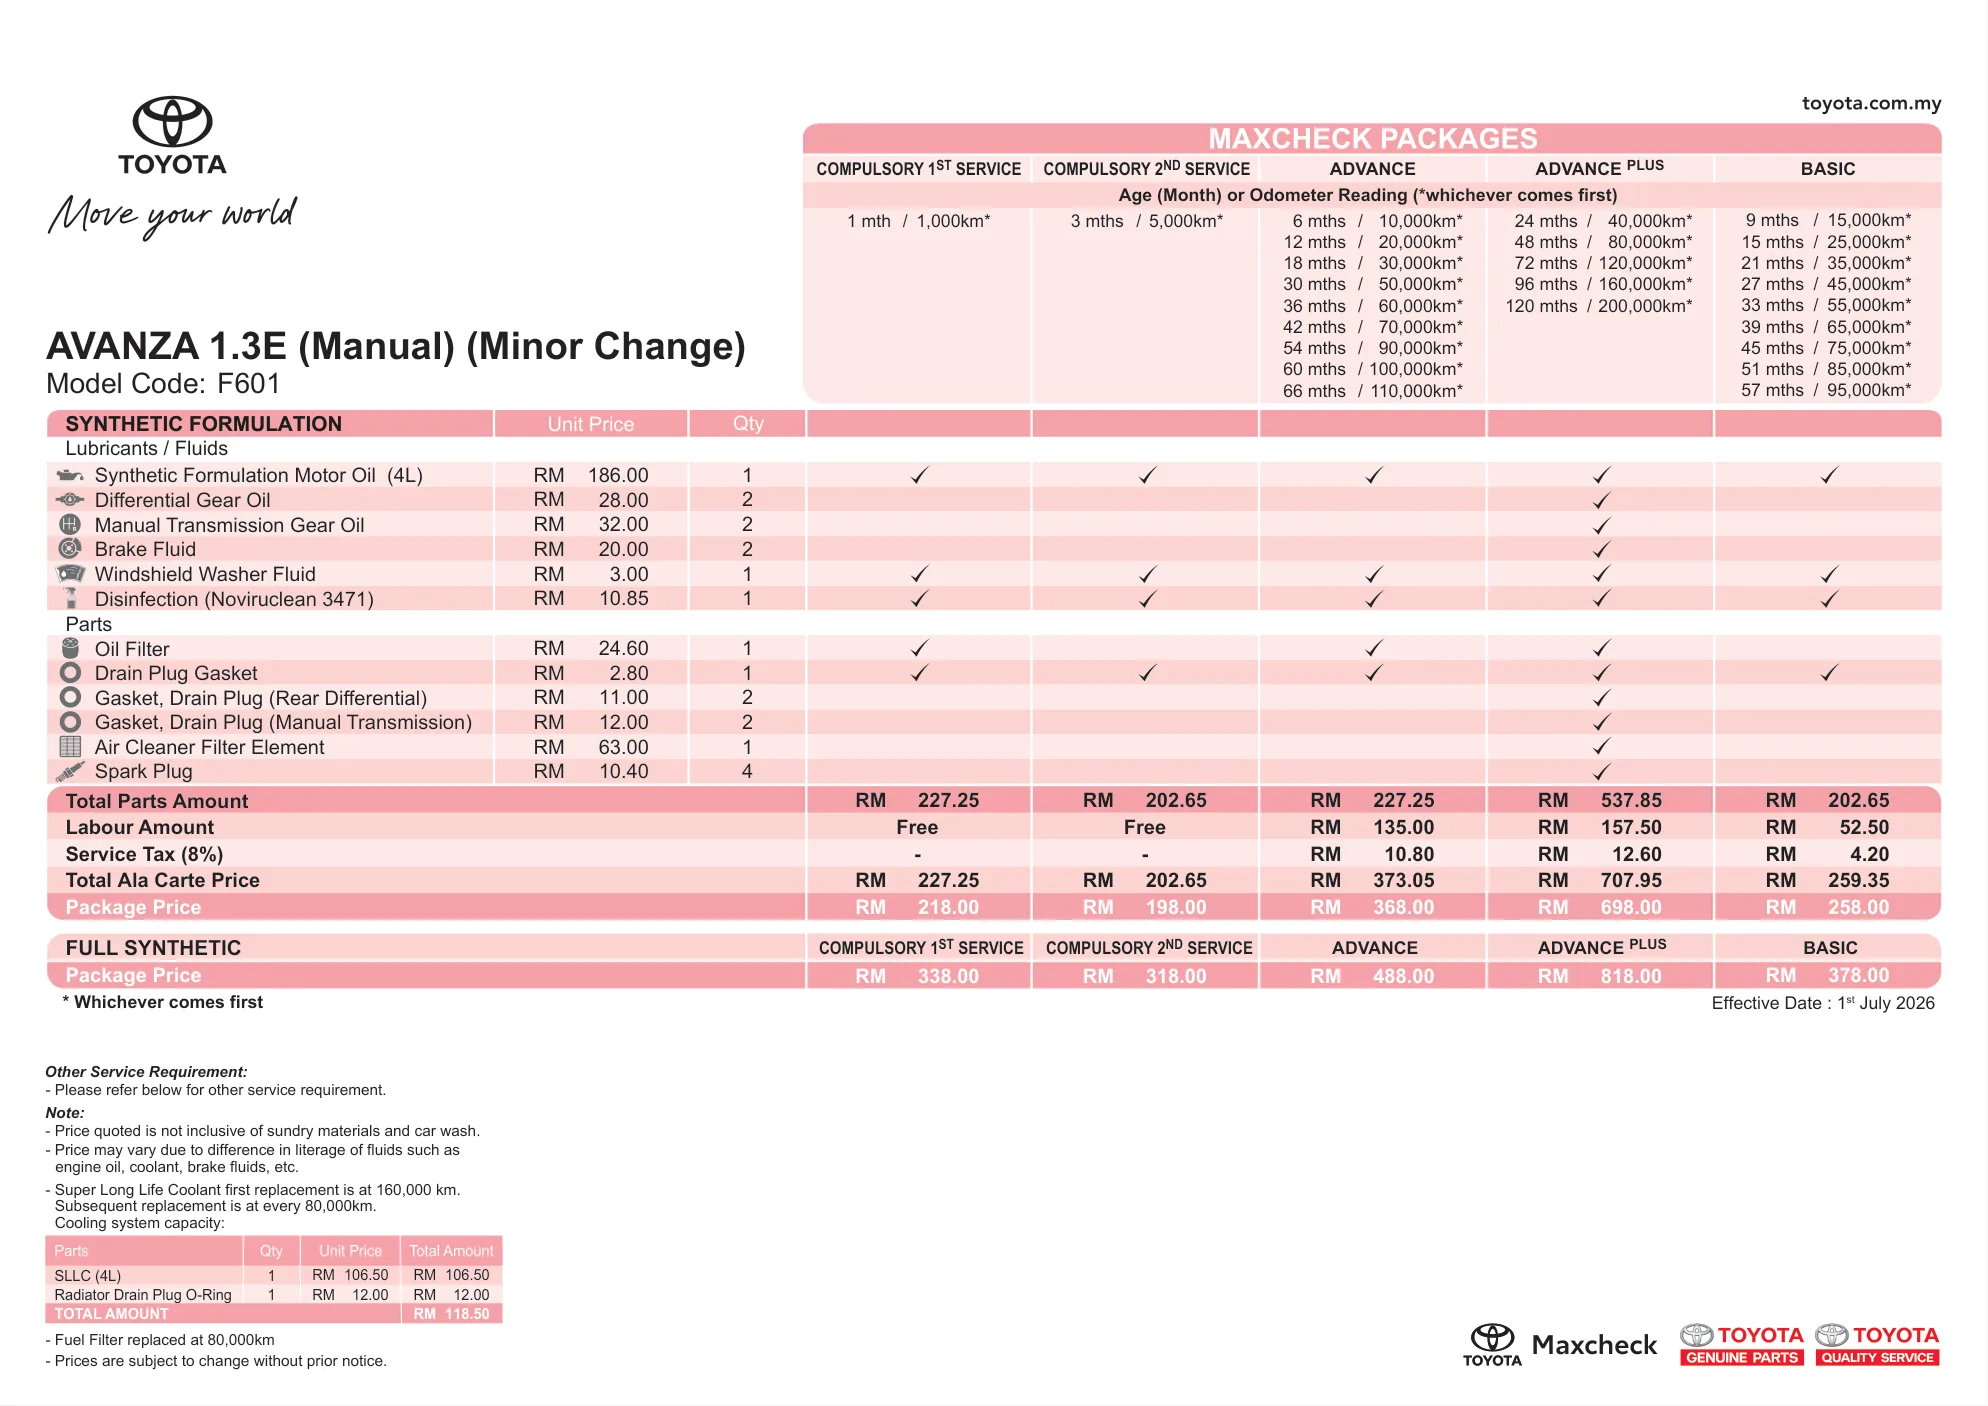 toyota.com.my
TOYOTA
Move your world
MAXCHECK PACKAGES
COMPULSORY 1ST SERVICE COMPULSORY 2ND SERVICE ADVANCE ADVANCE PLUS BASIC
Age (Month) or Odometer Reading (*whichever comes first)
1 mth / 1,000km* 3 mths / 5,000km* 6 mths / 10,000km* 24 mths / 40,000km* 9 mths / 15,000km*
12 mths / 20,000km* 48 mths / 80,000km* 15 mths / 25,000km*
18 mths / 30,000km* 72 mths / 120,000km* 21 mths / 35,000km*
30 mths / 50,000km* 96 mths / 160,000km* 27 mths / 45,000km*
36 mths / 60,000km* 120 mths / 200,000km* 33 mths / 55,000km*
42 mths / 70,000km* 39 mths / 65,000km*
54 mths / 90,000km* 45 mths / 75,000km*
60 mths / 100,000km* 51 mths / 85,000km*
66 mths / 110,000km* 57 mths / 95,000km*
AVANZA 1.3E (Manual) (Minor Change)
Model Code: F601
SYNTHETIC FORMULATION Unit Price Qty
Lubricants / Fluids
Synthetic Formulation Motor Oil (4L) RM 186.00 1 ✓ ✓ ✓ ✓ ✓
Differential Gear Oil RM 28.00 2 ✓
Manual Transmission Gear Oil RM 32.00 2 ✓
Brake Fluid RM 20.00 2 ✓
Windshield Washer Fluid RM 3.00 1 ✓ ✓ ✓ ✓ ✓
Disinfection (Noviruclean 3471) RM 10.85 1 ✓ ✓ ✓ ✓ ✓
Parts
Oil Filter RM 24.60 1 ✓ ✓ ✓
Drain Plug Gasket RM 2.80 1 ✓ ✓ ✓ ✓ ✓
Gasket, Drain Plug (Rear Differential) RM 11.00 2 ✓
Gasket, Drain Plug (Manual Transmission) RM 12.00 2 ✓
Air Cleaner Filter Element RM 63.00 1 ✓
Spark Plug RM 10.40 4 ✓
Total Parts Amount RM 227.25 RM 202.65 RM 227.25 RM 537.85 RM 202.65
Labour Amount Free Free RM 135.00 RM 157.50 RM 52.50
Service Tax (8%) - - RM 10.80 RM 12.60 RM 4.20
Total Ala Carte Price RM 227.25 RM 202.65 RM 373.05 RM 707.95 RM 259.35
Package Price RM 218.00 RM 198.00 RM 368.00 RM 698.00 RM 258.00
FULL SYNTHETIC COMPULSORY 1ST SERVICE COMPULSORY 2ND SERVICE ADVANCE ADVANCE PLUS BASIC
Package Price RM 338.00 RM 318.00 RM 488.00 RM 818.00 RM 378.00
* Whichever comes first Effective Date : 1st July 2026
Other Service Requirement:
- Please refer below for other service requirement.
Note:
- Price quoted is not inclusive of sundry materials and car wash.
- Price may vary due to difference in literage of fluids such as
engine oil, coolant, brake fluids, etc.
- Super Long Life Coolant first replacement is at 160,000 km.
Subsequent replacement is at every 80,000km.
Cooling system capacity:
Parts Qty Unit Price Total Amount
SLLC (4L) 1 RM 106.50 RM 106.50
Radiator Drain Plug O-Ring 1 RM 12.00 RM 12.00
TOTAL AMOUNT RM 118.50
- Fuel Filter replaced at 80,000km
- Prices are subject to change without prior notice.
TOYOTA Maxcheck
TOYOTA GENUINE PARTS
TOYOTA QUALITY SERVICE